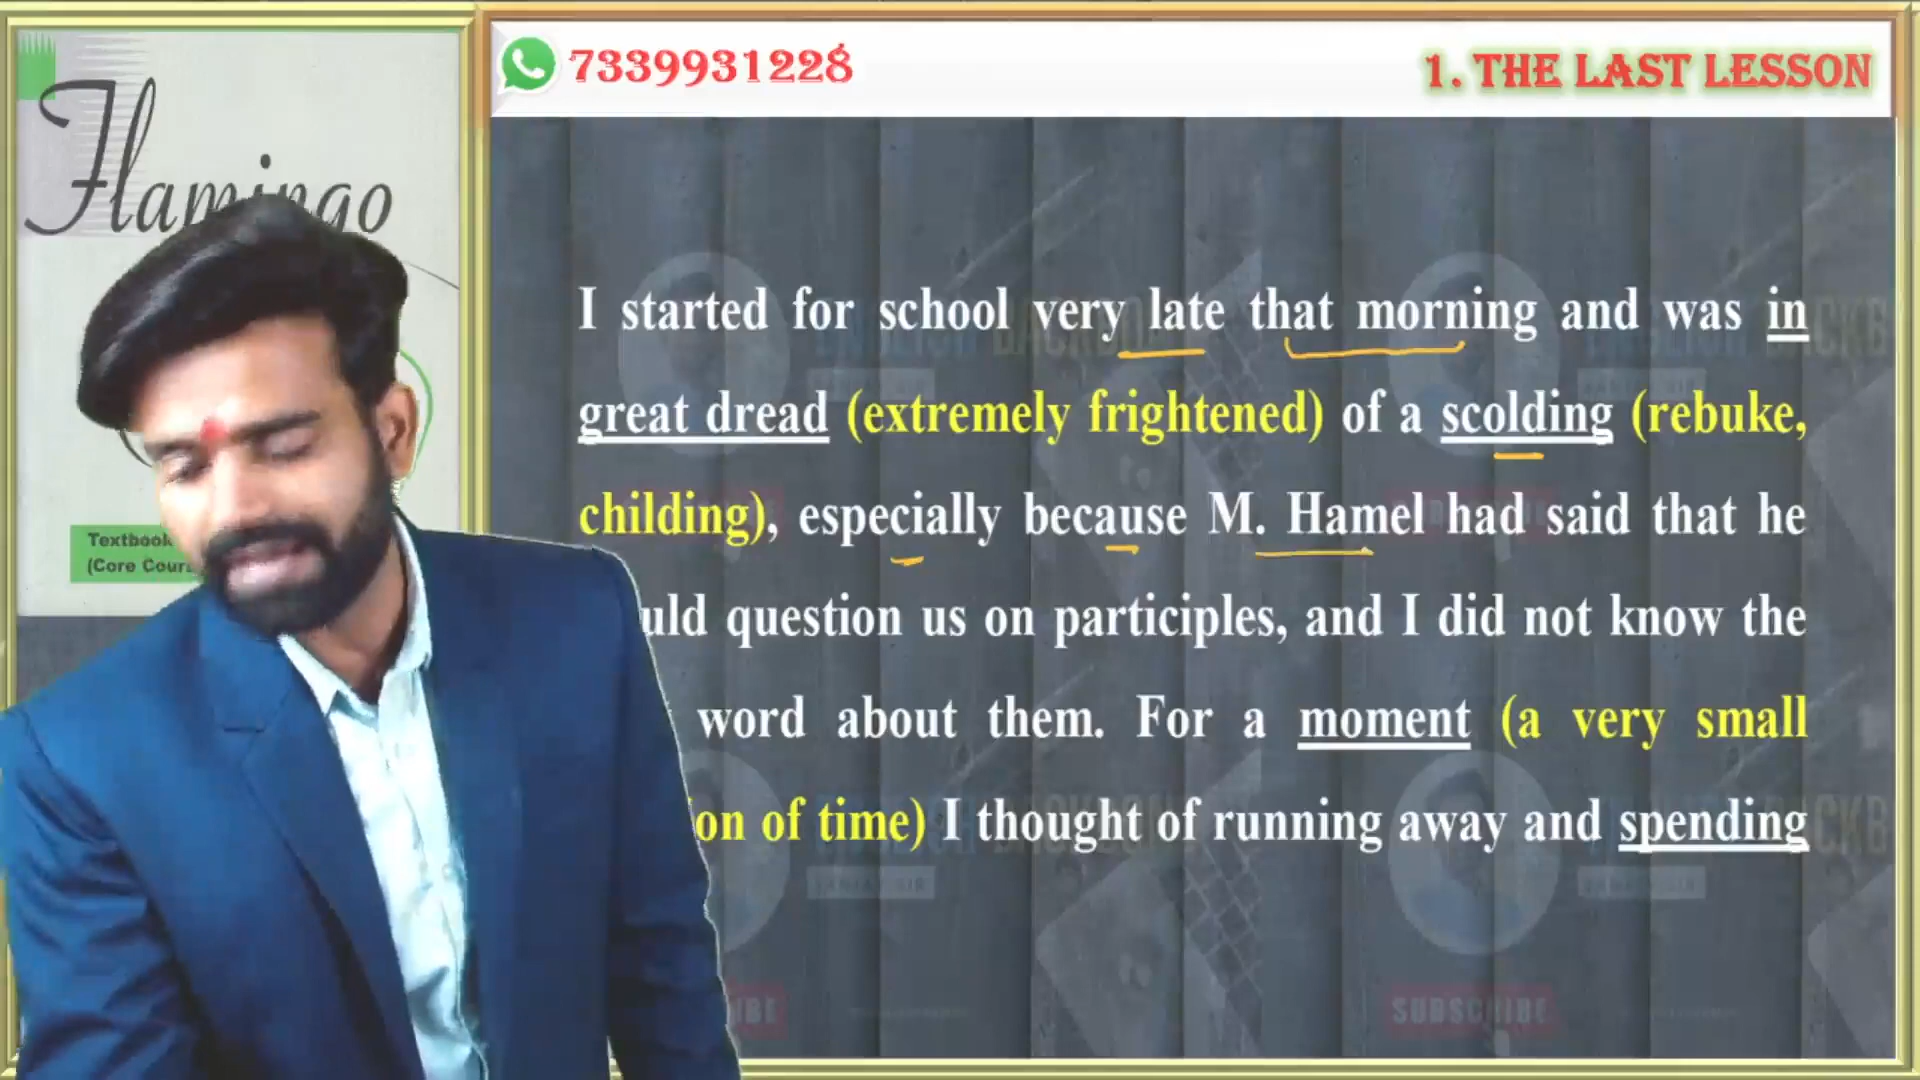 Flamingo
Textbook
(Core Cour
7339931228
1. THE LAST LESSON
I started for school very late that morning and was in
great dread (extremely frightened) of a scolding (rebuke,
childing), especially because M. Hamel had said that he
uld question us on participles, and I did not know the
word about them. For a moment (a very small
on of time) I thought of running away and spending
SUBSCRIBE